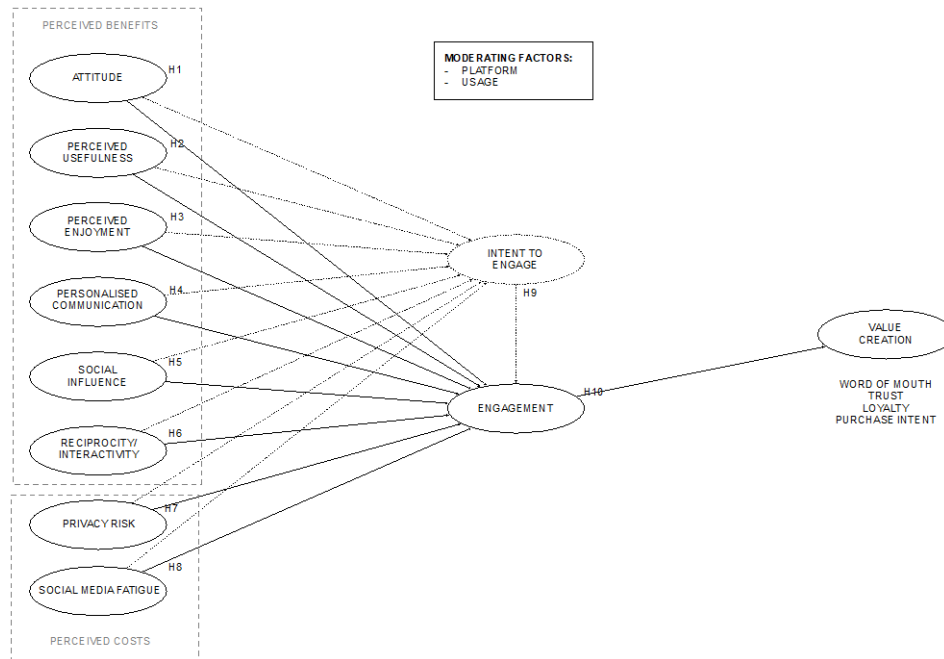 PERCEIVED BENEFITS
ATTITUDE
H1
PERCEIVED
USEFULNESS
H2
PERCEIVED
ENJOYMENT
H3
PERSONALISED
COMMUNICATION
H4
SOCIAL
INFLUENCE
H5
RECIPROCITY/
INTERACTIVITY
H6
PRIVACY RISK
H7
SOCIAL MEDIA FATIGUE
H8
PERCEIVED COSTS
MODERATING FACTORS:
- PLATFORM
- USAGE
INTENT TO
ENGAGE
H9
ENGAGEMENT
H10
VALUE
CREATION
WORD OF MOUTH
TRUST
LOYALTY
PURCHASE INTENT